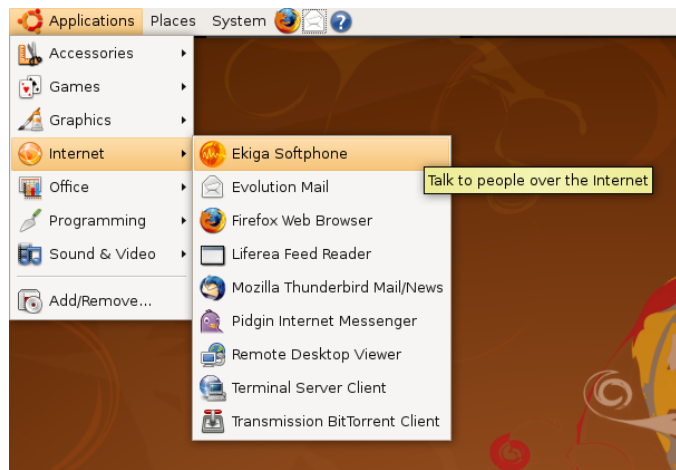 Applications Places System
Accessories
Games
Graphics
Internet
Office
Programming
Sound & Video
Add/Remove...
Ekiga Softphone
Evolution Mail
Firefox Web Browser
Liferea Feed Reader
Mozilla Thunderbird Mail/News
Pidgin Internet Messenger
Remote Desktop Viewer
Terminal Server Client
Transmission BitTorrent Client
Talk to people over the Internet